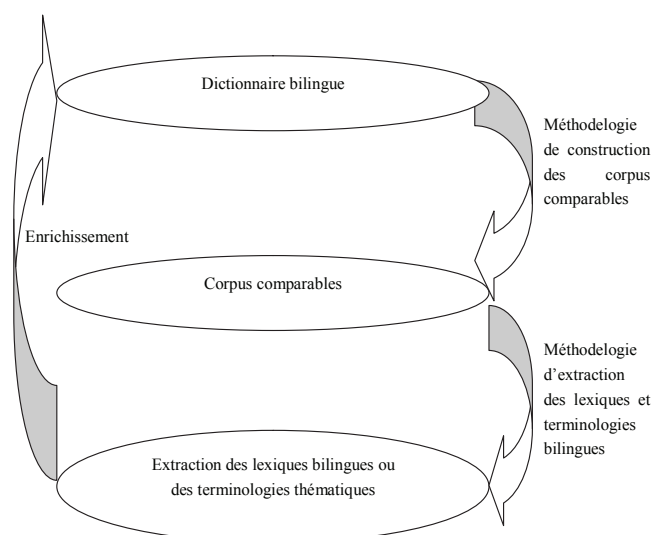 Dictionnaire bilingue
Méthodelogie
de construction
des corpus
comparables
Enrichissement
Corpus comparables
Méthodelogie
d’extraction
des lexiques et
terminologies
bilingues
Extraction des lexiques bilingues ou
des terminologies thématiques